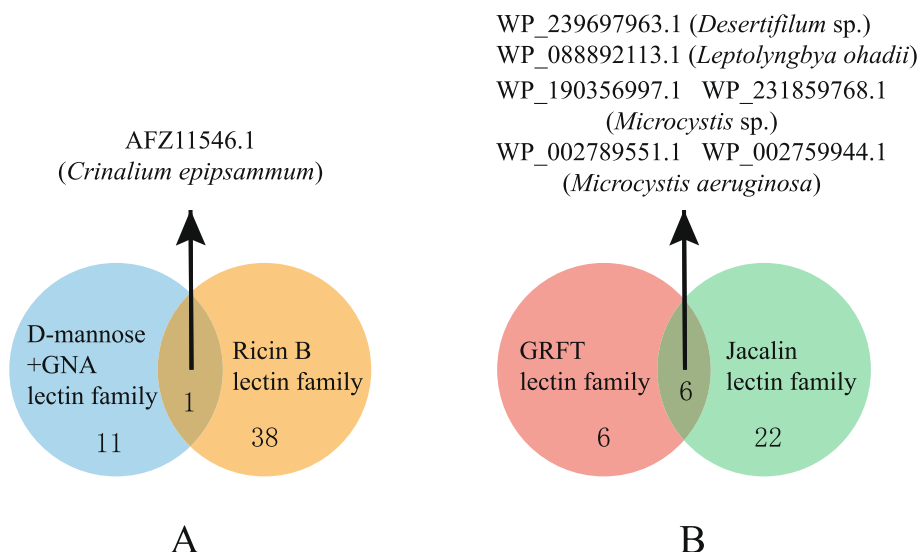 AFZ11546.1
(Crinalium epipsammum)
D-mannose
+GNA
lectin family
11
1
Ricin B
lectin family
38
A
WP_239697963.1 (Desertifilum sp.)
WP_088892113.1 (Leptolyngbya ohadii)
WP_190356997.1 WP_231859768.1
(Microcystis sp.)
WP_002789551.1 WP_002759944.1
(Microcystis aeruginosa)
GRFT
lectin family
6
6
Jacalin
lectin family
22
B